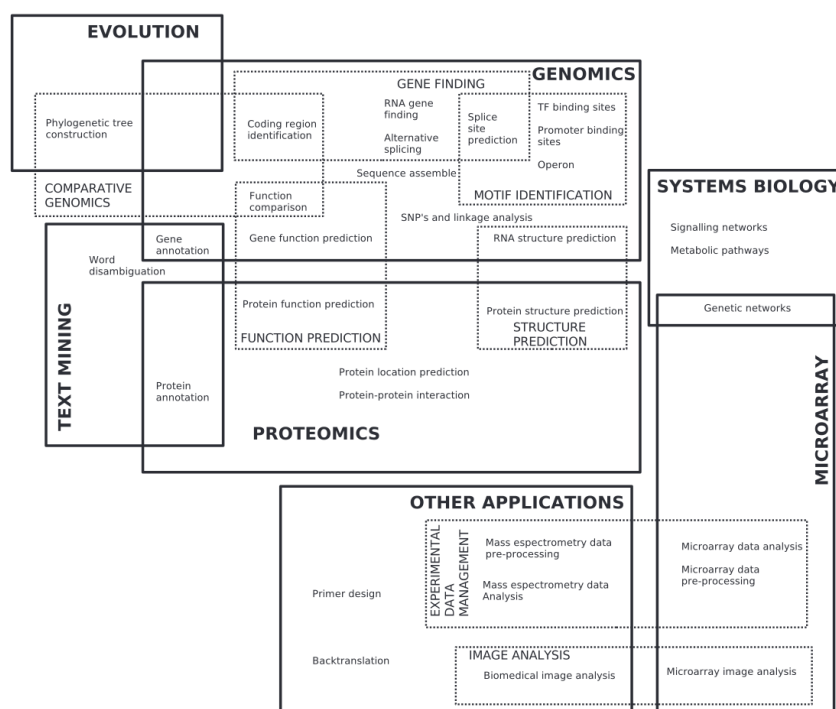 EVOLUTION
GENOMICS
GENE FINDING
RNA gene
finding
Alternative
splicing
Splice
site
prediction
TF binding sites
Promoter binding
sites
Operon
MOTIF IDENTIFICATION
Phylogenetic tree
construction
Coding region
identification
Sequence assemble
COMPARATIVE
GENOMICS
Function
comparison
SNP's and linkage analysis
Gene
annotation
Gene function prediction
RNA structure prediction
Word
disambiguation
SYSTEMS BIOLOGY
Signalling networks
Metabolic pathways
Genetic networks
TEXT MINING
Protein function prediction
FUNCTION PREDICTION
Protein structure prediction
STRUCTURE
PREDICTION
Protein location prediction
Protein-protein interaction
Protein
annotation
PROTEOMICS
MICROARRAY
OTHER APPLICATIONS
EXPERIMENTAL
DATA
MANAGEMENT
Mass espectrometry data
pre-processing
Mass espectrometry data
Analysis
Microarray data analysis
Microarray data
pre-processing
Primer design
Backtranslation
IMAGE ANALYSIS
Biomedical image analysis
Microarray image analysis